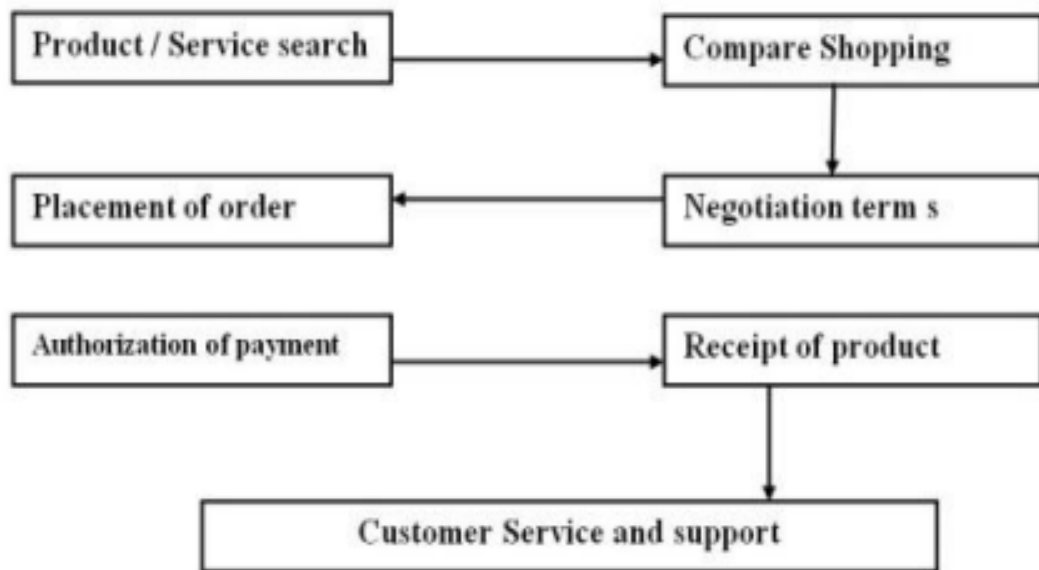 Product / Service search
Compare Shopping
Placement of order
Negotiation term s
Authorization of payment
Receipt of product
Customer Service and support